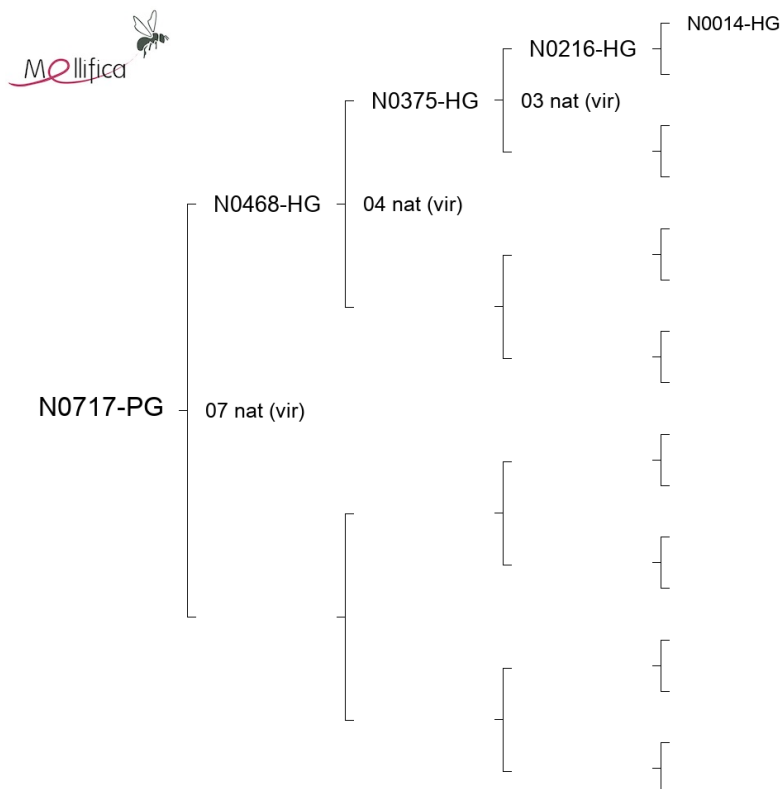 Mellifica
N0014-HG
N0216-HG
N0375-HG
03 nat (vir)
N0468-HG
04 nat (vir)
N0717-PG
07 nat (vir)